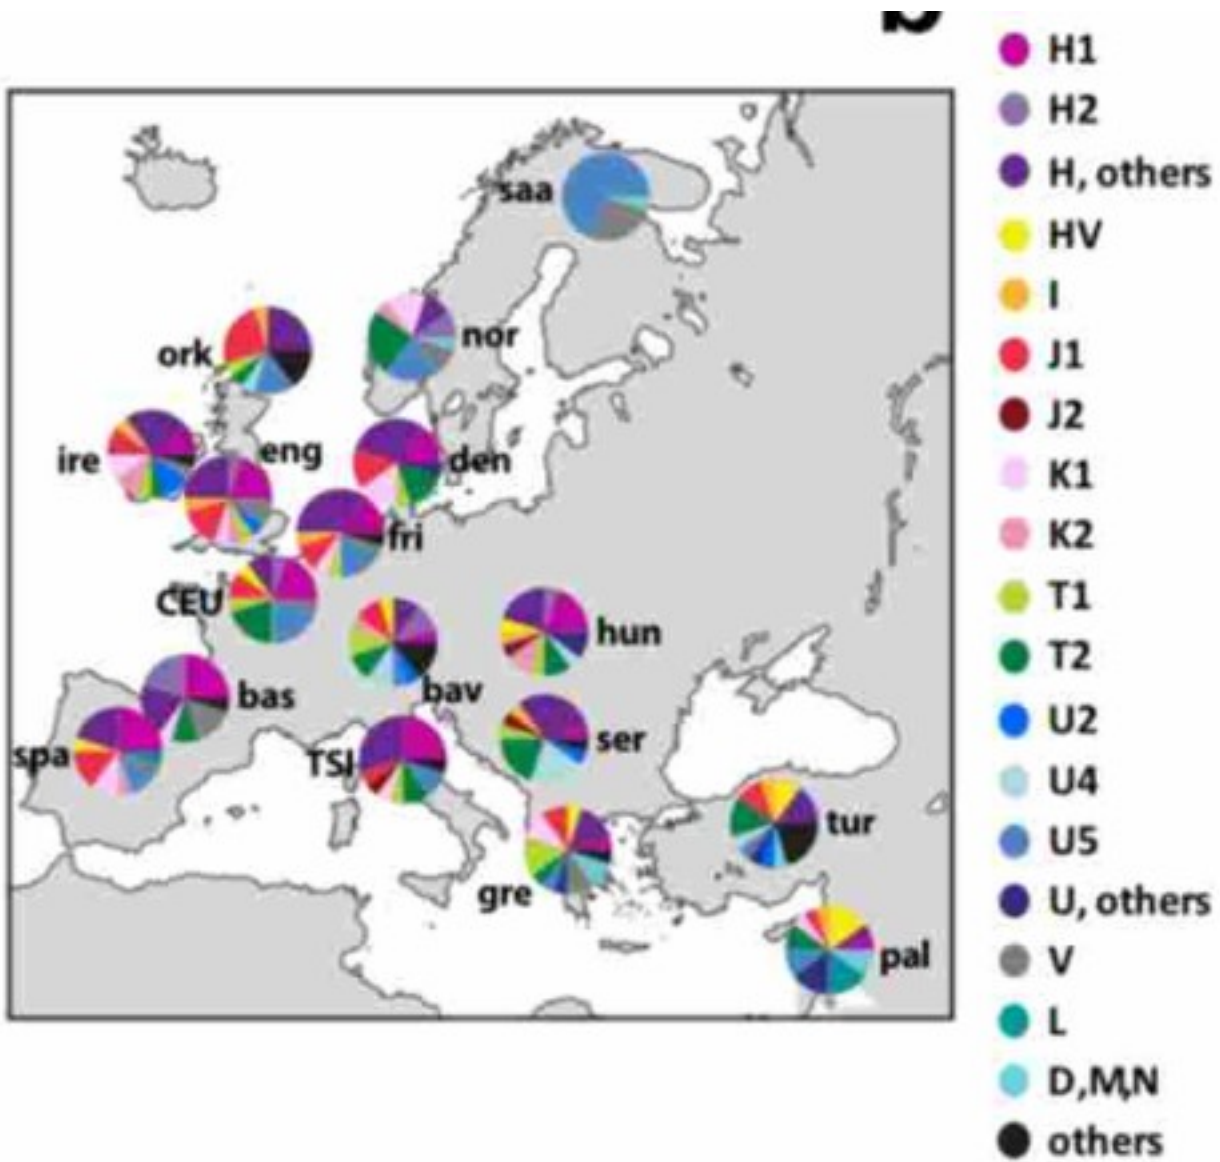 b
H1
H2
H, others
HV
I
J1
J2
K1
K2
T1
T2
U2
U4
U5
U, others
V
L
D,M,N
others
saa
ork
nor
ire
eng
den
fri
CEU
hun
bas
bav
spa
TSI
ser
tur
gre
pal